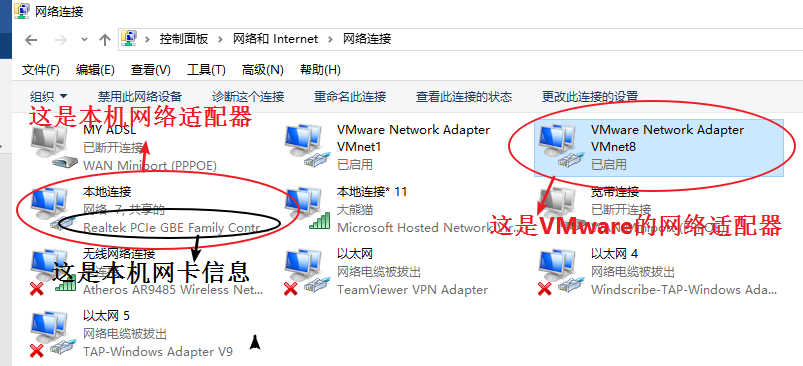 网络连接
控制面板 › 网络和 Internet › 网络连接
文件(F) 编辑(E) 查看(V) 工具(T) 高级(N) 帮助(H)
组织 禁用此网络设备 诊断这个连接 重命名此连接 查看此连接的状态 更改此连接的设置
这是本机网络适配器
MY ADSL
已断开连接
WAN Miniport (PPPOE)
VMware Network Adapter
VMnet1
已启用
VMware Network Adapter
VMnet8
已启用
本地连接
网络 7, 共享的
Realtek PCIe GBE Family Contr...
本地连接* 11
大熊猫
Microsoft Hosted Network Vir...
宽带连接
已断开连接
这是VMware的网络适配器
这是本机网卡信息
无线网络连接
网络电缆被拔出
Atheros AR9485 Wireless Net...
以太网
网络电缆被拔出
TeamViewer VPN Adapter
以太网 4
网络电缆被拔出
Windscribe-TAP-Windows Ada...
以太网 5
网络电缆被拔出
TAP-Windows Adapter V9